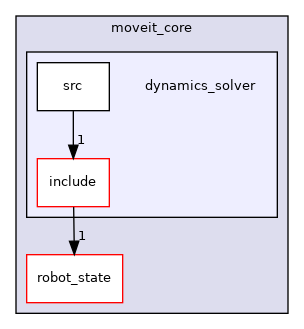 moveit_core
src
dynamics_solver
1
include
1
robot_state